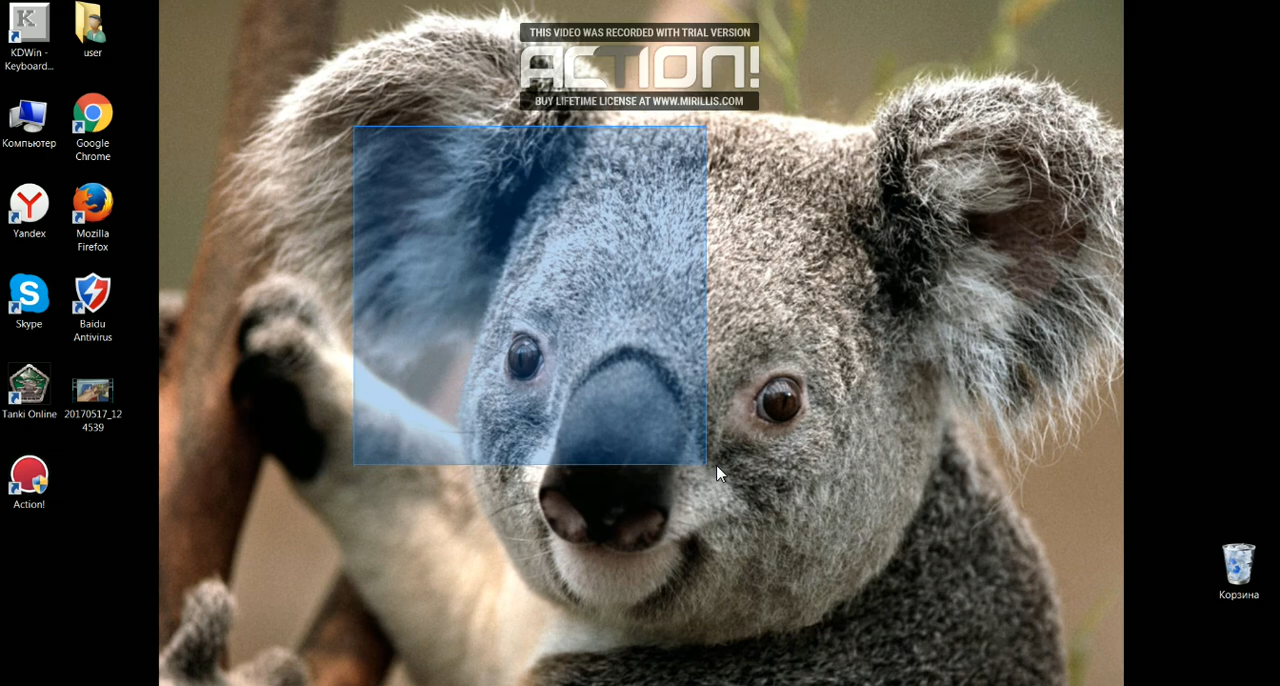 THIS VIDEO WAS RECORDED WITH TRIAL VERSION
ACTION!
BUY LIFETIME LICENSE AT WWW.MIRILLIS.COM
K
KDWin -
Keyboard...
user
Компьютер
Google
Chrome
Y
Yandex
Mozilla
Firefox
S
Skype
Baidu
Antivirus
Tanki Online
20170517_12
4539
Action!
Корзина